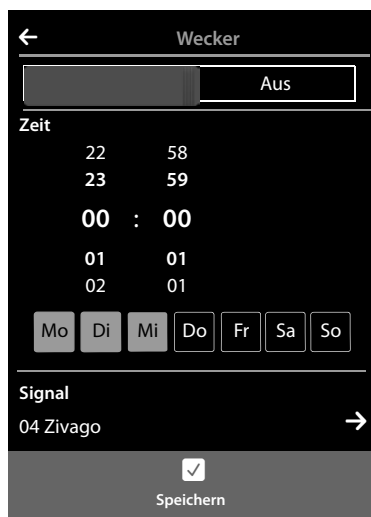 Wecker
Aus
Zeit
22 58
23 59
00 : 00
01 01
02 01
Mo Di Mi Do Fr Sa So
Signal
04 Zivago
Speichern